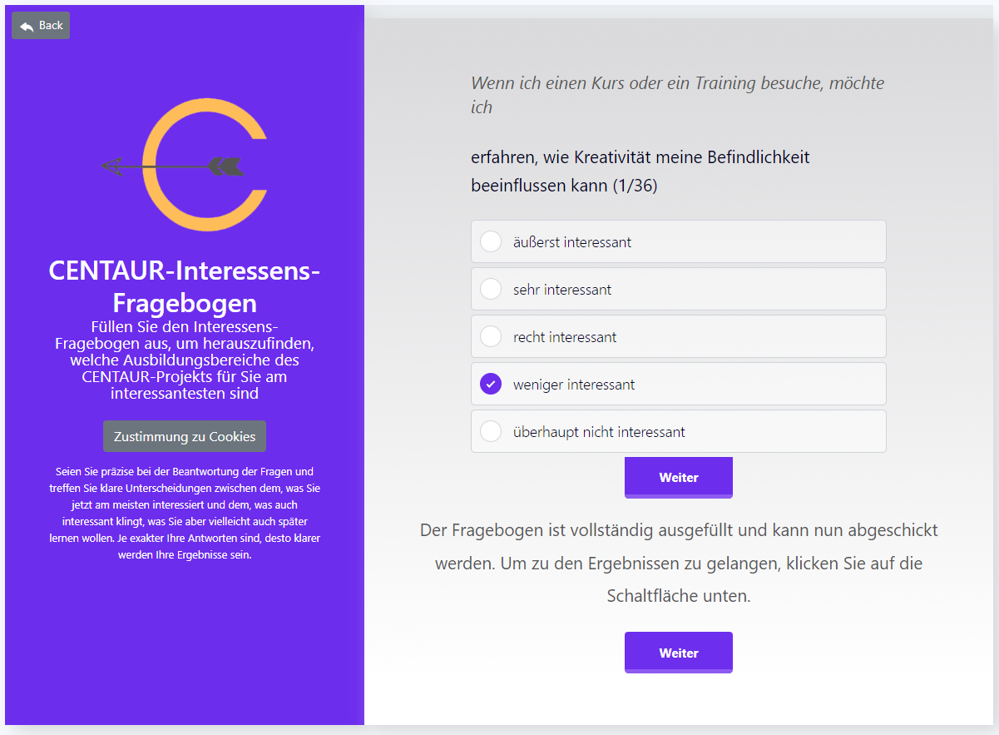 Back
CENTAUR-Interessens-
Fragebogen
Füllen Sie den Interessens-
Fragebogen aus, um herauszufinden,
welche Ausbildungsbereiche des
CENTAUR-Projekts für Sie am
interessantesten sind
Zustimmung zu Cookies
Seien Sie präzise bei der Beantwortung der Fragen und
treffen Sie klare Unterscheidungen zwischen dem, was Sie
jetzt am meisten interessiert und dem, was auch
interessant klingt, was Sie aber vielleicht auch später
lernen wollen. Je exakter Ihre Antworten sind, desto klarer
werden Ihre Ergebnisse sein.
Wenn ich einen Kurs oder ein Training besuche, möchte
ich
erfahren, wie Kreativität meine Befindlichkeit
beeinflussen kann (1/36)
äußerst interessant
sehr interessant
recht interessant
weniger interessant
überhaupt nicht interessant
Weiter
Der Fragebogen ist vollständig ausgefüllt und kann nun abgeschickt
werden. Um zu den Ergebnissen zu gelangen, klicken Sie auf die
Schaltfläche unten.
Weiter